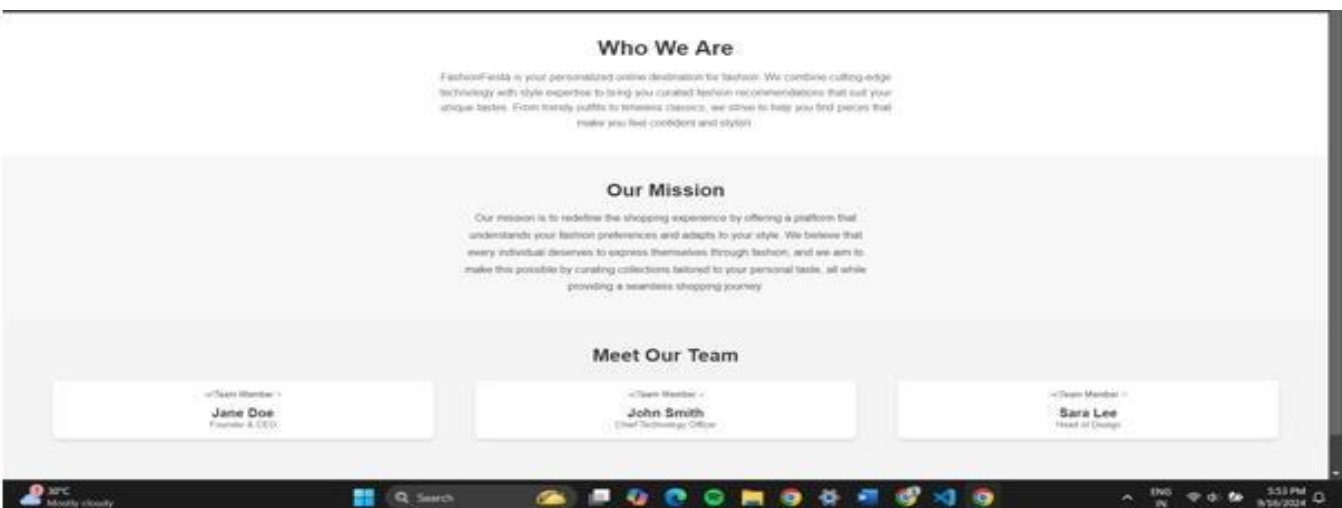 Who We Are
FashionFiesta is your personalized online destination for fashion. We combine cutting-edge
technology with style expertise to bring you curated fashion recommendations that suit your
unique tastes. From trendy outfits to timeless classics, we strive to help you find pieces that
make you feel confident and stylish.
Our Mission
Our mission is to redefine the shopping experience by offering a platform that
understands your fashion preferences and adapts to your style. We believe that
every individual deserves to express themselves through fashion, and we aim to
make this possible by curating collections tailored to your personal taste, all while
providing a seamless shopping journey.
Meet Our Team
Team Member
Jane Doe
Founder & CEO
Team Member
John Smith
Chief Technology Officer
Team Member
Sara Lee
Head of Design
30°C
Mostly cloudy
Search
ENG
IN
5:53 PM
9/16/2024